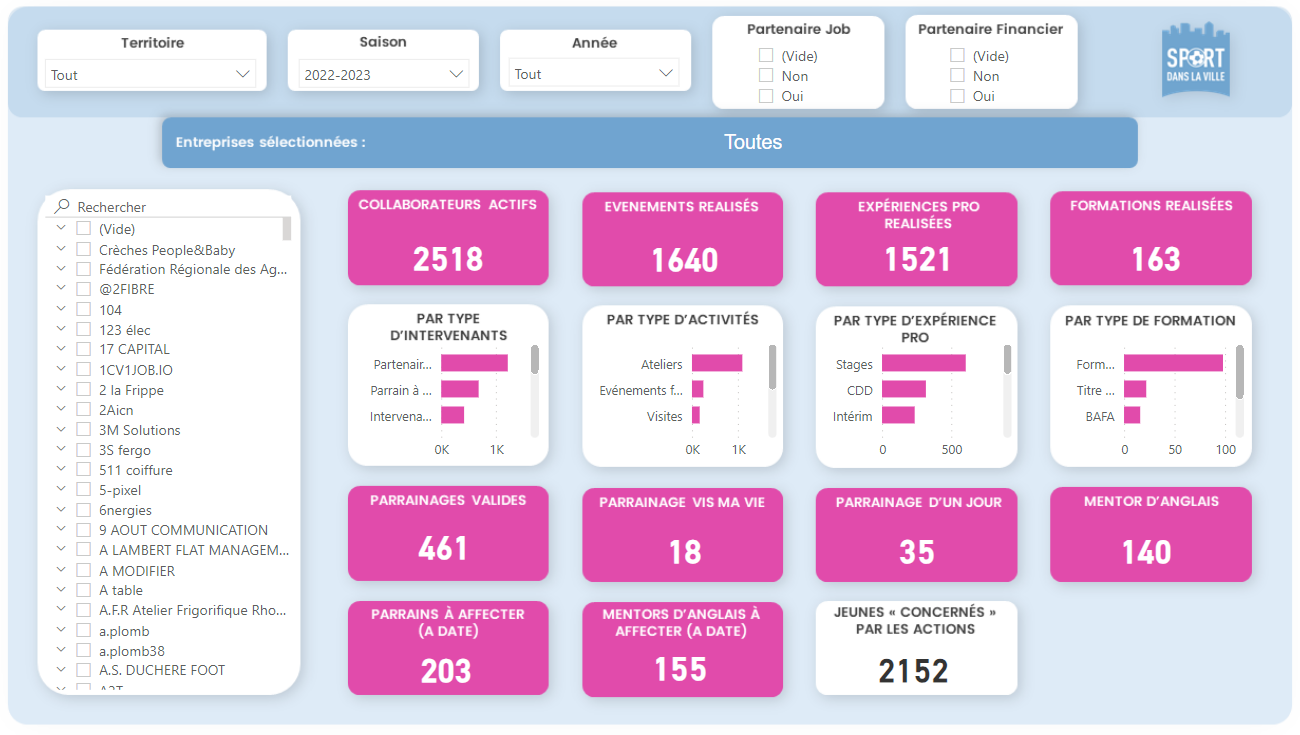 Territoire
Tout
Saison
2022-2023
Année
Tout
Partenaire Job
(Vide)
Non
Oui
Partenaire Financier
(Vide)
Non
Oui
SPORT
DANS LA VILLE
Entreprises sélectionnées :
Toutes
Rechercher
(Vide)
Crèches People&Baby
Fédération Régionale des Ag...
@2FIBRE
104
123 élec
17 CAPITAL
1CV1JOB.IO
2 la Frippe
2Aicn
3M Solutions
3S fergo
511 coiffure
5-pixel
6nergies
9 AOUT COMMUNICATION
A LAMBERT FLAT MANAGEM...
A MODIFIER
A table
A.F.R Atelier Frigorifique Rho...
a.plomb
a.plomb38
A.S. DUCHERE FOOT
COLLABORATEURS ACTIFS
2518
EVENEMENTS REALISÉS
1640
EXPÉRIENCES PRO
REALISÉES
1521
FORMATIONS REALISÉES
163
PAR TYPE
D'INTERVENANTS
Partenair...
Parrain à ...
Intervena...
0K 1K
PAR TYPE D'ACTIVITÉS
Ateliers
Evénements f...
Visites
0K 1K
PAR TYPE D'EXPÉRIENCE
PRO
Stages
CDD
Intérim
0 500
PAR TYPE DE FORMATION
Form...
Titre ...
BAFA
0 50 100
PARRAINAGES VALIDES
461
PARRAINAGE VIS MA VIE
18
PARRAINAGE D'UN JOUR
35
MENTOR D'ANGLAIS
140
PARRAINS À AFFECTER
(A DATE)
203
MENTORS D'ANGLAIS À
AFFECTER (A DATE)
155
JEUNES « CONCERNÉS »
PAR LES ACTIONS
2152